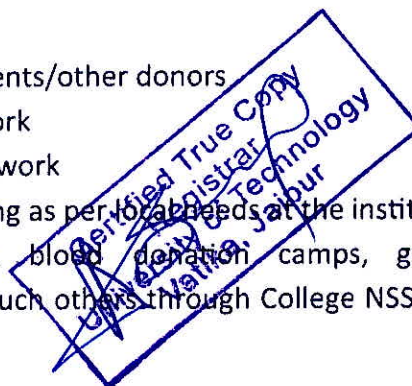 ents/other donors
ork
work
ng as per local needs at the instit
blood donation camps, g
uch others through College NSS
Certified True Copy
Registrar
University of Technology
Vatika, Jaipur